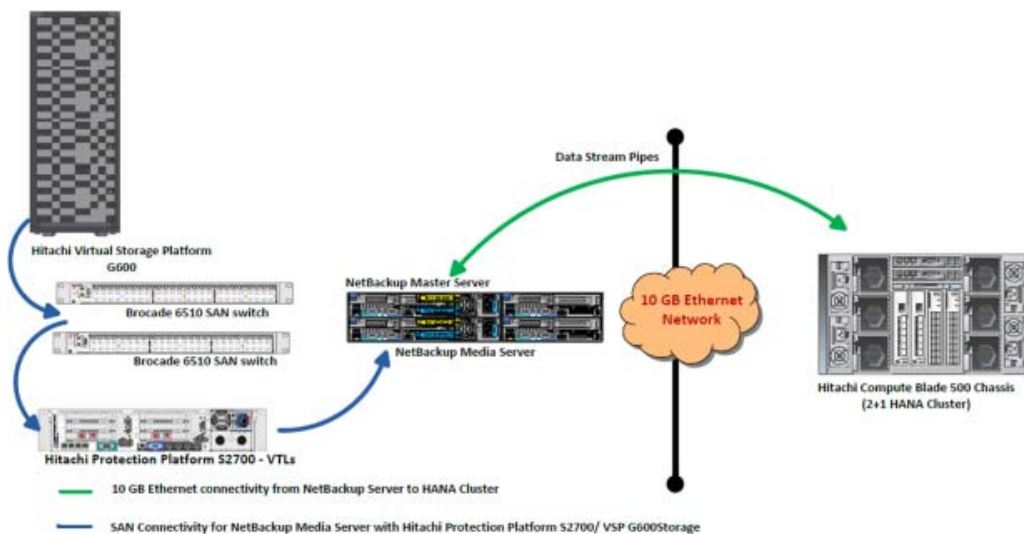 Data Stream Pipes
Hitachi Virtual Storage Platform
G600
NetBackup Master Server
Brocade 6510 SAN switch
10 GB Ethernet
Network
NetBackup Media Server
Brocade 6510 SAN switch
Hitachi Compute Blade 500 Chassis
(2+1 HANA Cluster)
Hitachi Protection Platform S2700 - VTLs
10 GB Ethernet connectivity from NetBackup Server to HANA Cluster
SAN Connectivity for NetBackup Media Server with Hitachi Protection Platform S2700/ VSP G600Storage